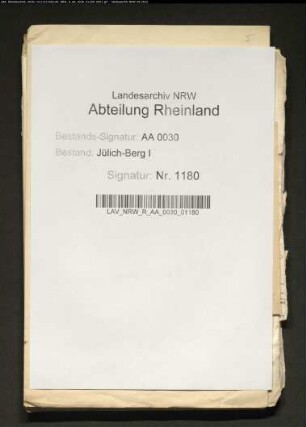 Landesarchiv NRW
Abteilung Rheinland
Bestands-Signatur: AA 0030
Bestand: Jülich-Berg I
Signatur: Nr. 1180
LAV_NRW_R_AA_0030_01180